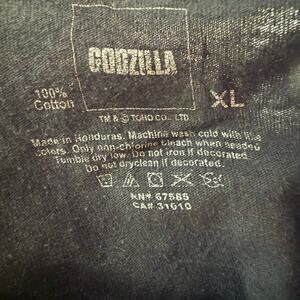 GODZILLA
100%
Cotton
XL
TM & © TOHO CO., LTD
Made in Honduras. Machine wash cold with like
colors. Only non-chlorine bleach when needed
Tumble dry low. Do not iron if decorated
Do not dryclean if decorated
RN# 67585
CA# 31610